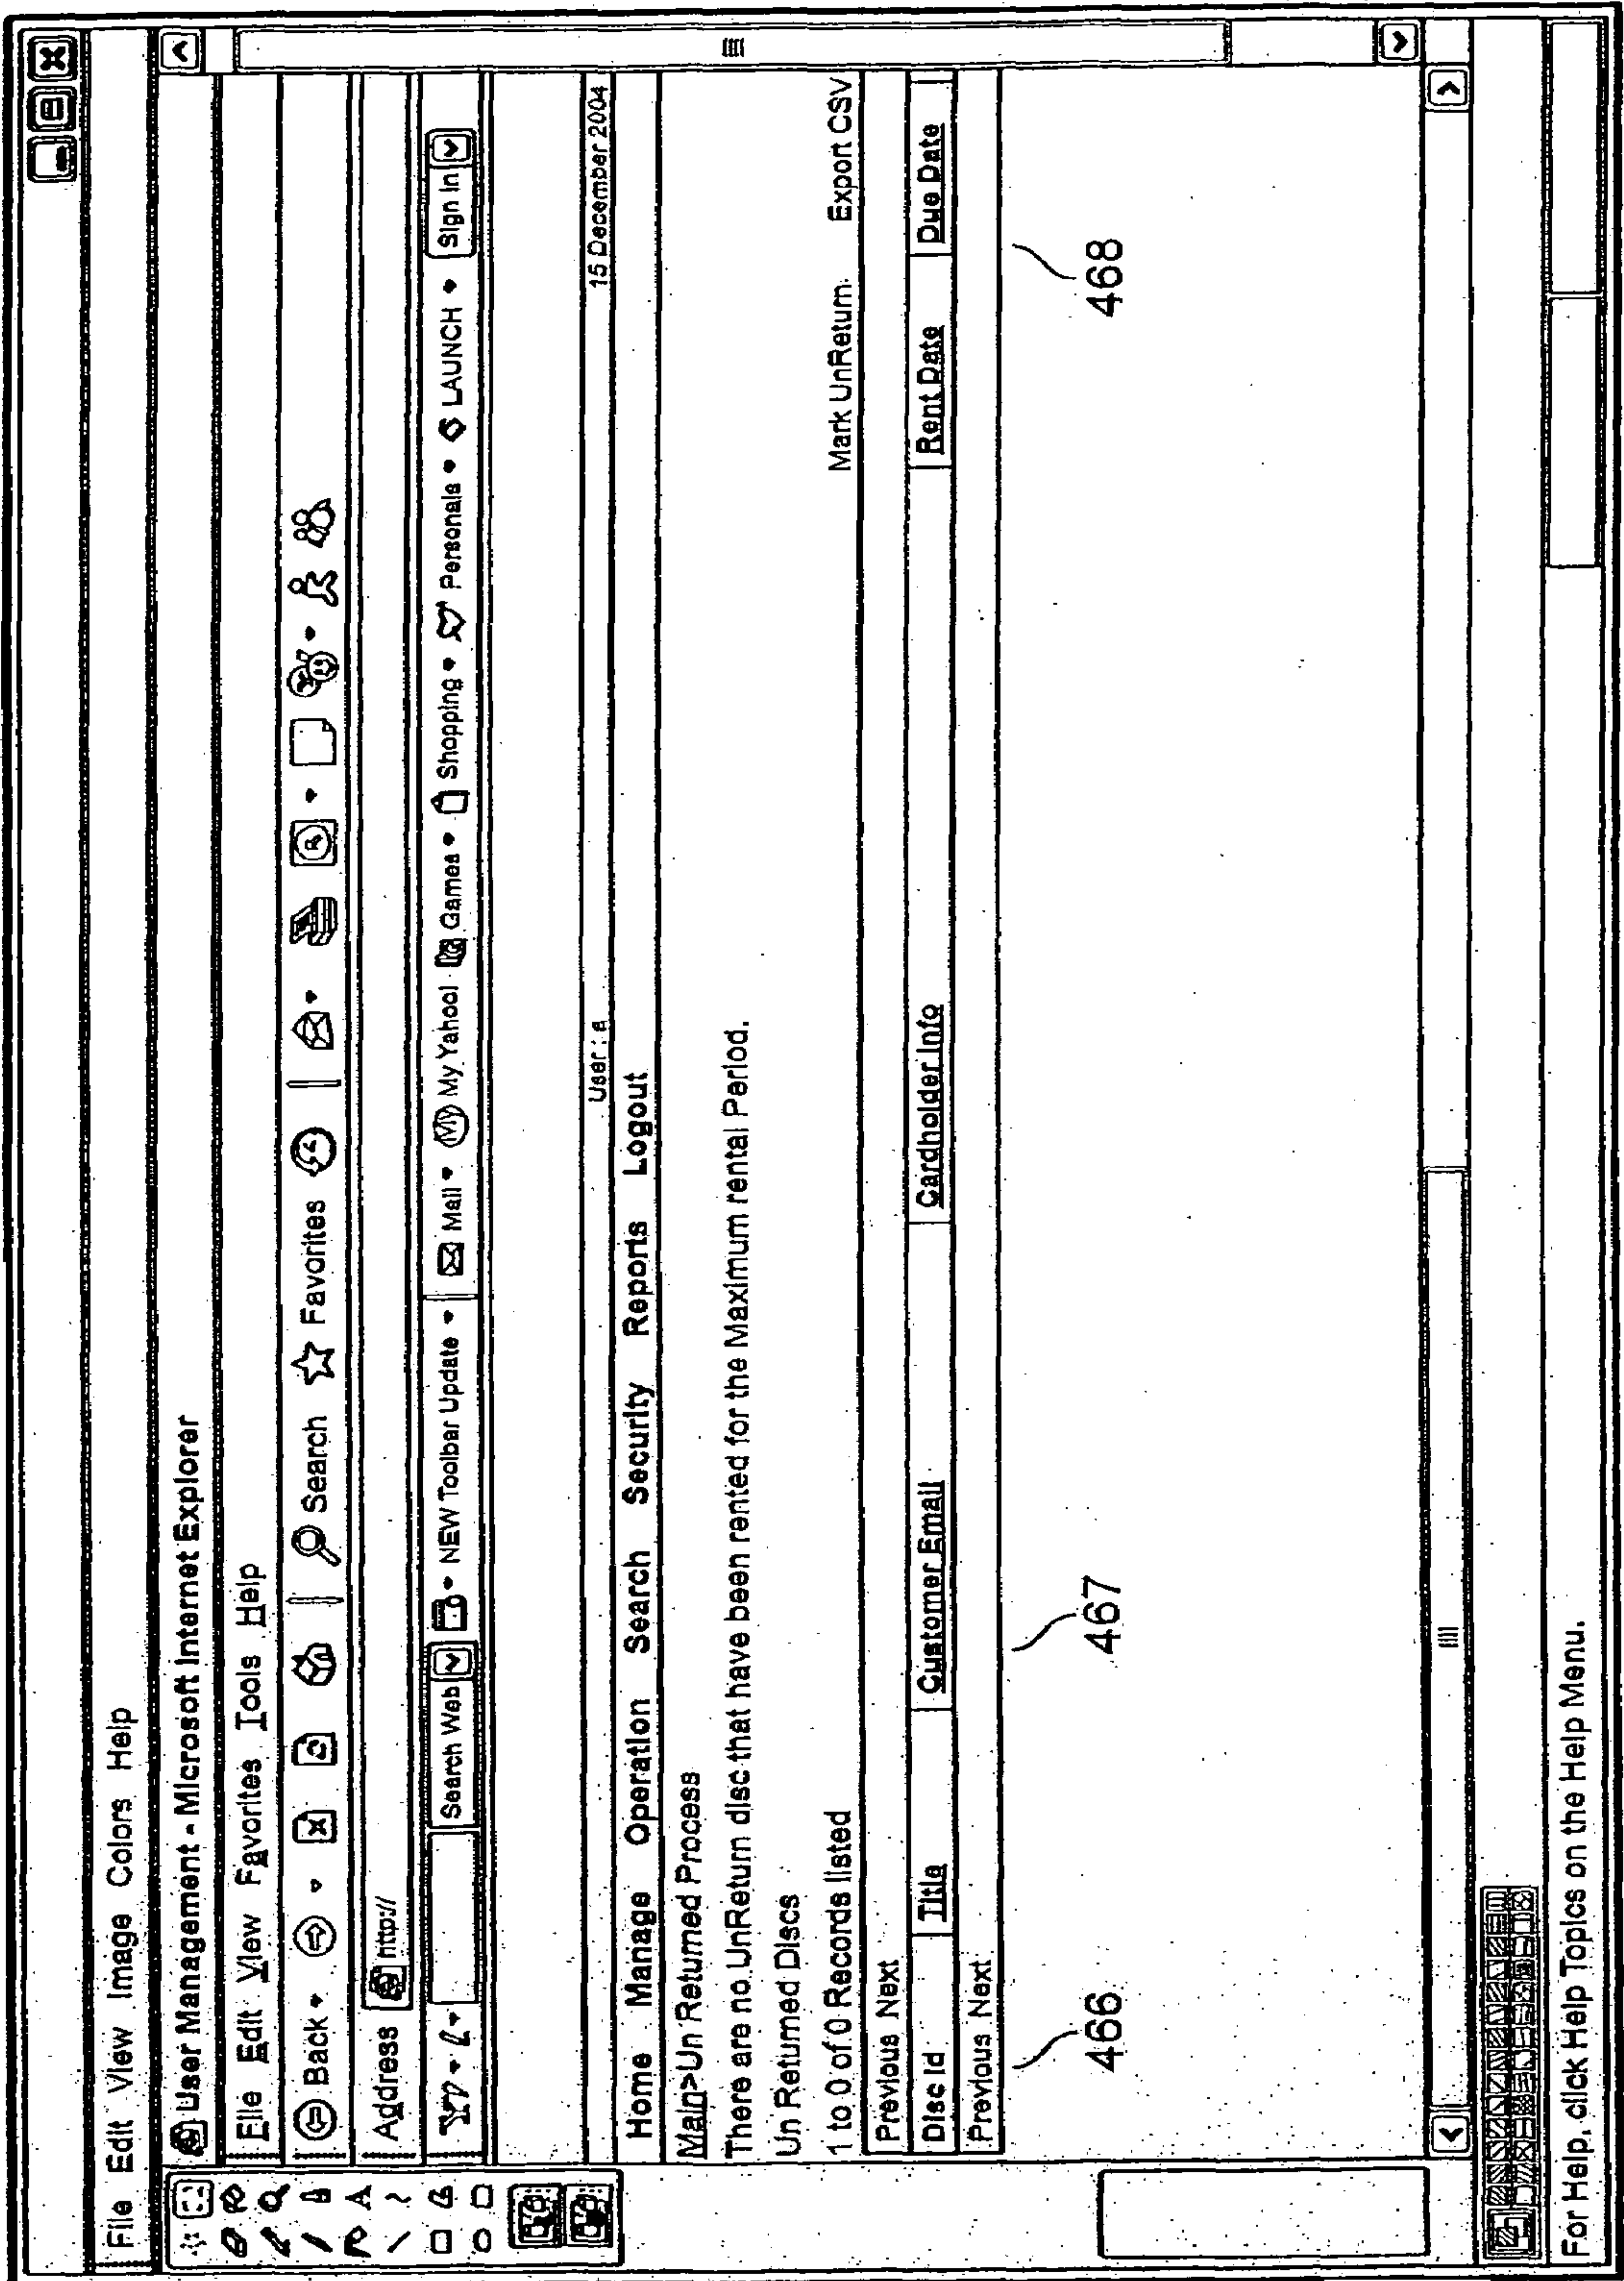 File Edit View Image Colors Help
User Management - Microsoft Internet Explorer
File Edit View Favorites Tools Help
Back Search Favorites
Address http://
Search Web NEW Toolbar Update Mail My Yahoo! Games Shopping Personals LAUNCH Sign In
User : a 15 December 2004
Home Manage Operation Search Security Reports Logout
Main>Un Returned Process
There are no UnReturn disc that have been rented for the Maximum rental Period.
Un Returned Discs
1 to 0 of 0 Records listed Mark UnReturn Export CSV
Previous Next
Disc Id Title Customer Email Cardholder Info Rent Date Due Date
Previous Next
466 467 468
For Help, click Help Topics on the Help Menu.